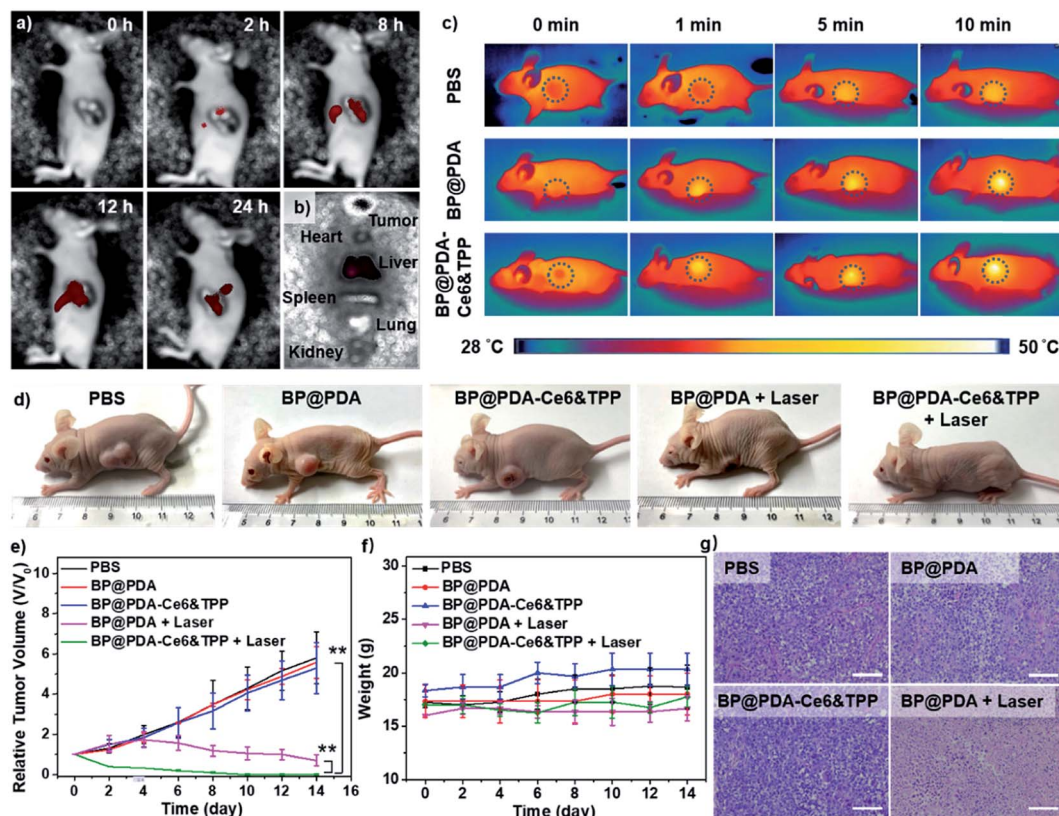 a)
0 h
2 h
8 h
12 h
24 h
b)
Tumor
Heart
Liver
Spleen
Lung
Kidney
c)
0 min
1 min
5 min
10 min
PBS
BP@PDA
BP@PDA-
Ce6&TPP
28 °C
50 °C
d)
PBS
BP@PDA
BP@PDA-Ce6&TPP
BP@PDA + Laser
BP@PDA-Ce6&TPP
+ Laser
e)
Relative Tumor Volume (V/V0)
10
8
6
4
2
0
PBS
BP@PDA
BP@PDA-Ce6&TPP
BP@PDA + Laser
BP@PDA-Ce6&TPP + Laser
**
**
0 2 4 6 8 10 12 14 16
Time (day)
f)
Weight (g)
30
25
20
15
10
PBS
BP@PDA
BP@PDA-Ce6&TPP
BP@PDA + Laser
BP@PDA-Ce6&TPP + Laser
0 2 4 6 8 10 12 14
Time (day)
g)
PBS
BP@PDA
BP@PDA-Ce6&TPP
BP@PDA + Laser